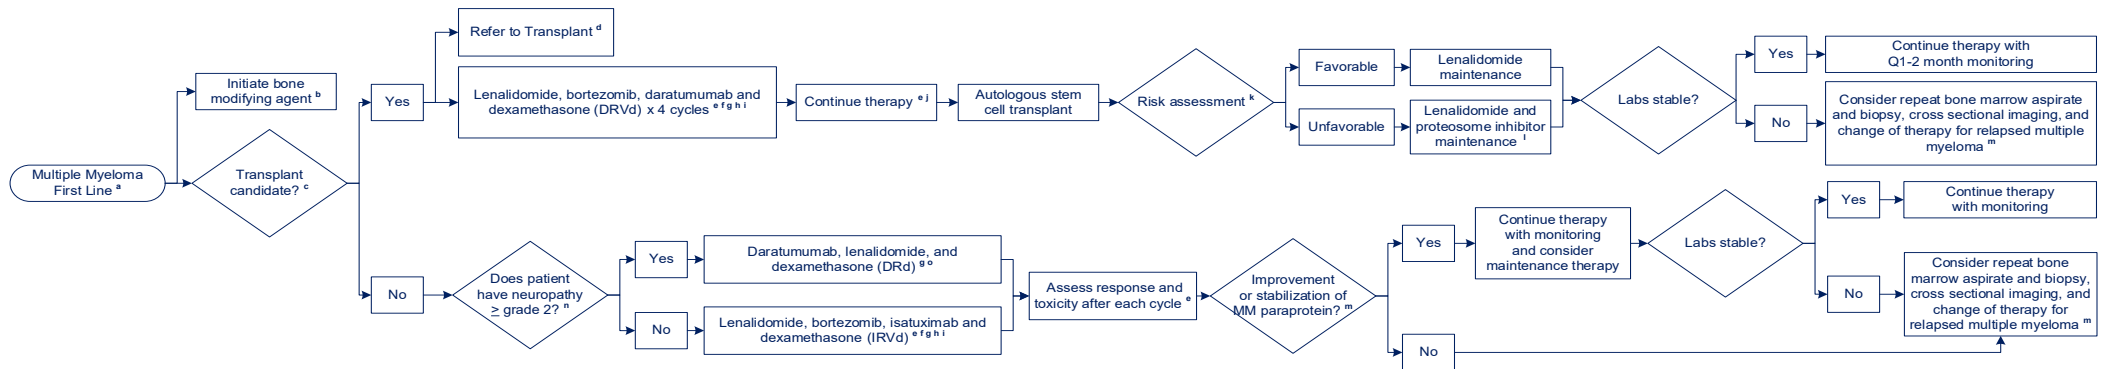 Multiple Myeloma
First Line a
Initiate bone
modifying agent b
Transplant
candidate? c
Yes
Refer to Transplant d
Lenalidomide, bortezomib, daratumumab and
dexamethasone (DRVd) x 4 cycles e f g h i
Continue therapy e j
Autologous stem
cell transplant
Risk assessment k
Favorable
Lenalidomide
maintenance
Unfavorable
Lenalidomide and
proteosome inhibitor
maintenance l
Labs stable?
Yes
Continue therapy with
Q1-2 month monitoring
No
Consider repeat bone marrow aspirate
and biopsy, cross sectional imaging, and
change of therapy for relapsed multiple
myeloma m
No
Does patient
have neuropathy
≥ grade 2? n
Yes
Daratumumab, lenalidomide, and
dexamethasone (DRd) g o
No
Lenalidomide, bortezomib, isatuximab and
dexamethasone (IRVd) e f g h i
Assess response and
toxicity after each cycle e
Improvement
or stabilization of
MM paraprotein? m
Yes
Continue therapy
with monitoring
and consider
maintenance therapy
Labs stable?
Yes
Continue therapy
with monitoring
No
Consider repeat bone
marrow aspirate and biopsy,
cross sectional imaging, and
change of therapy for
relapsed multiple myeloma m
No